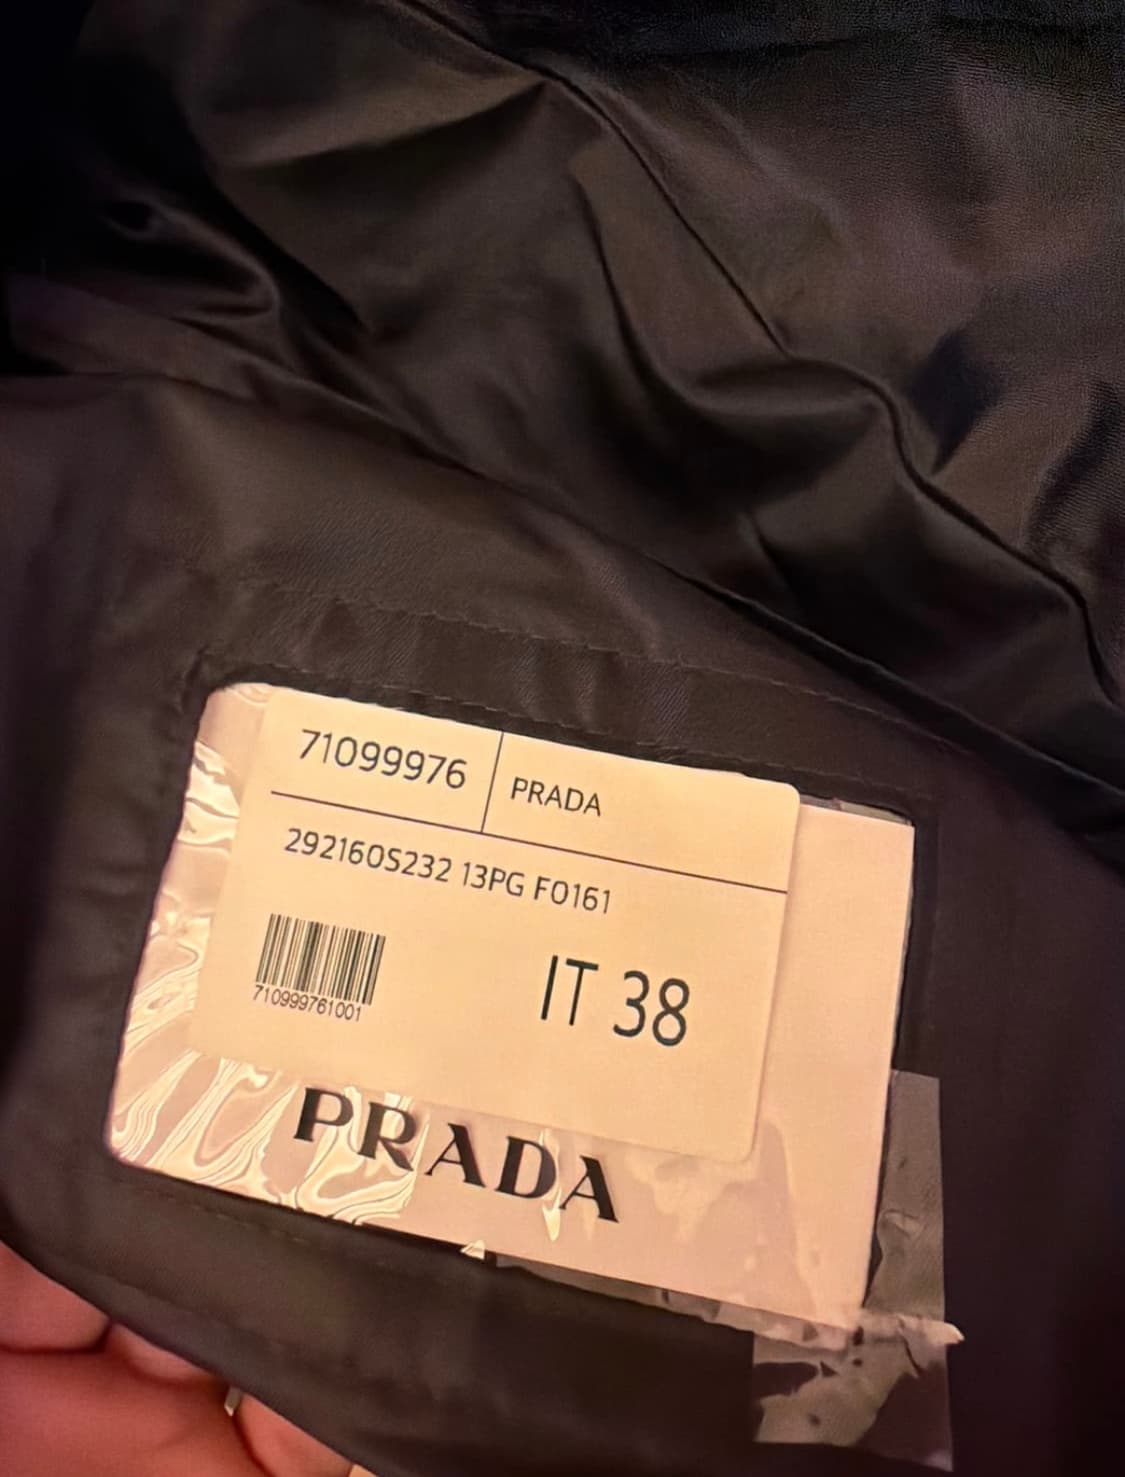 71099976 PRADA
292160S232 13PG F0161
710999761001
IT 38
PRADA